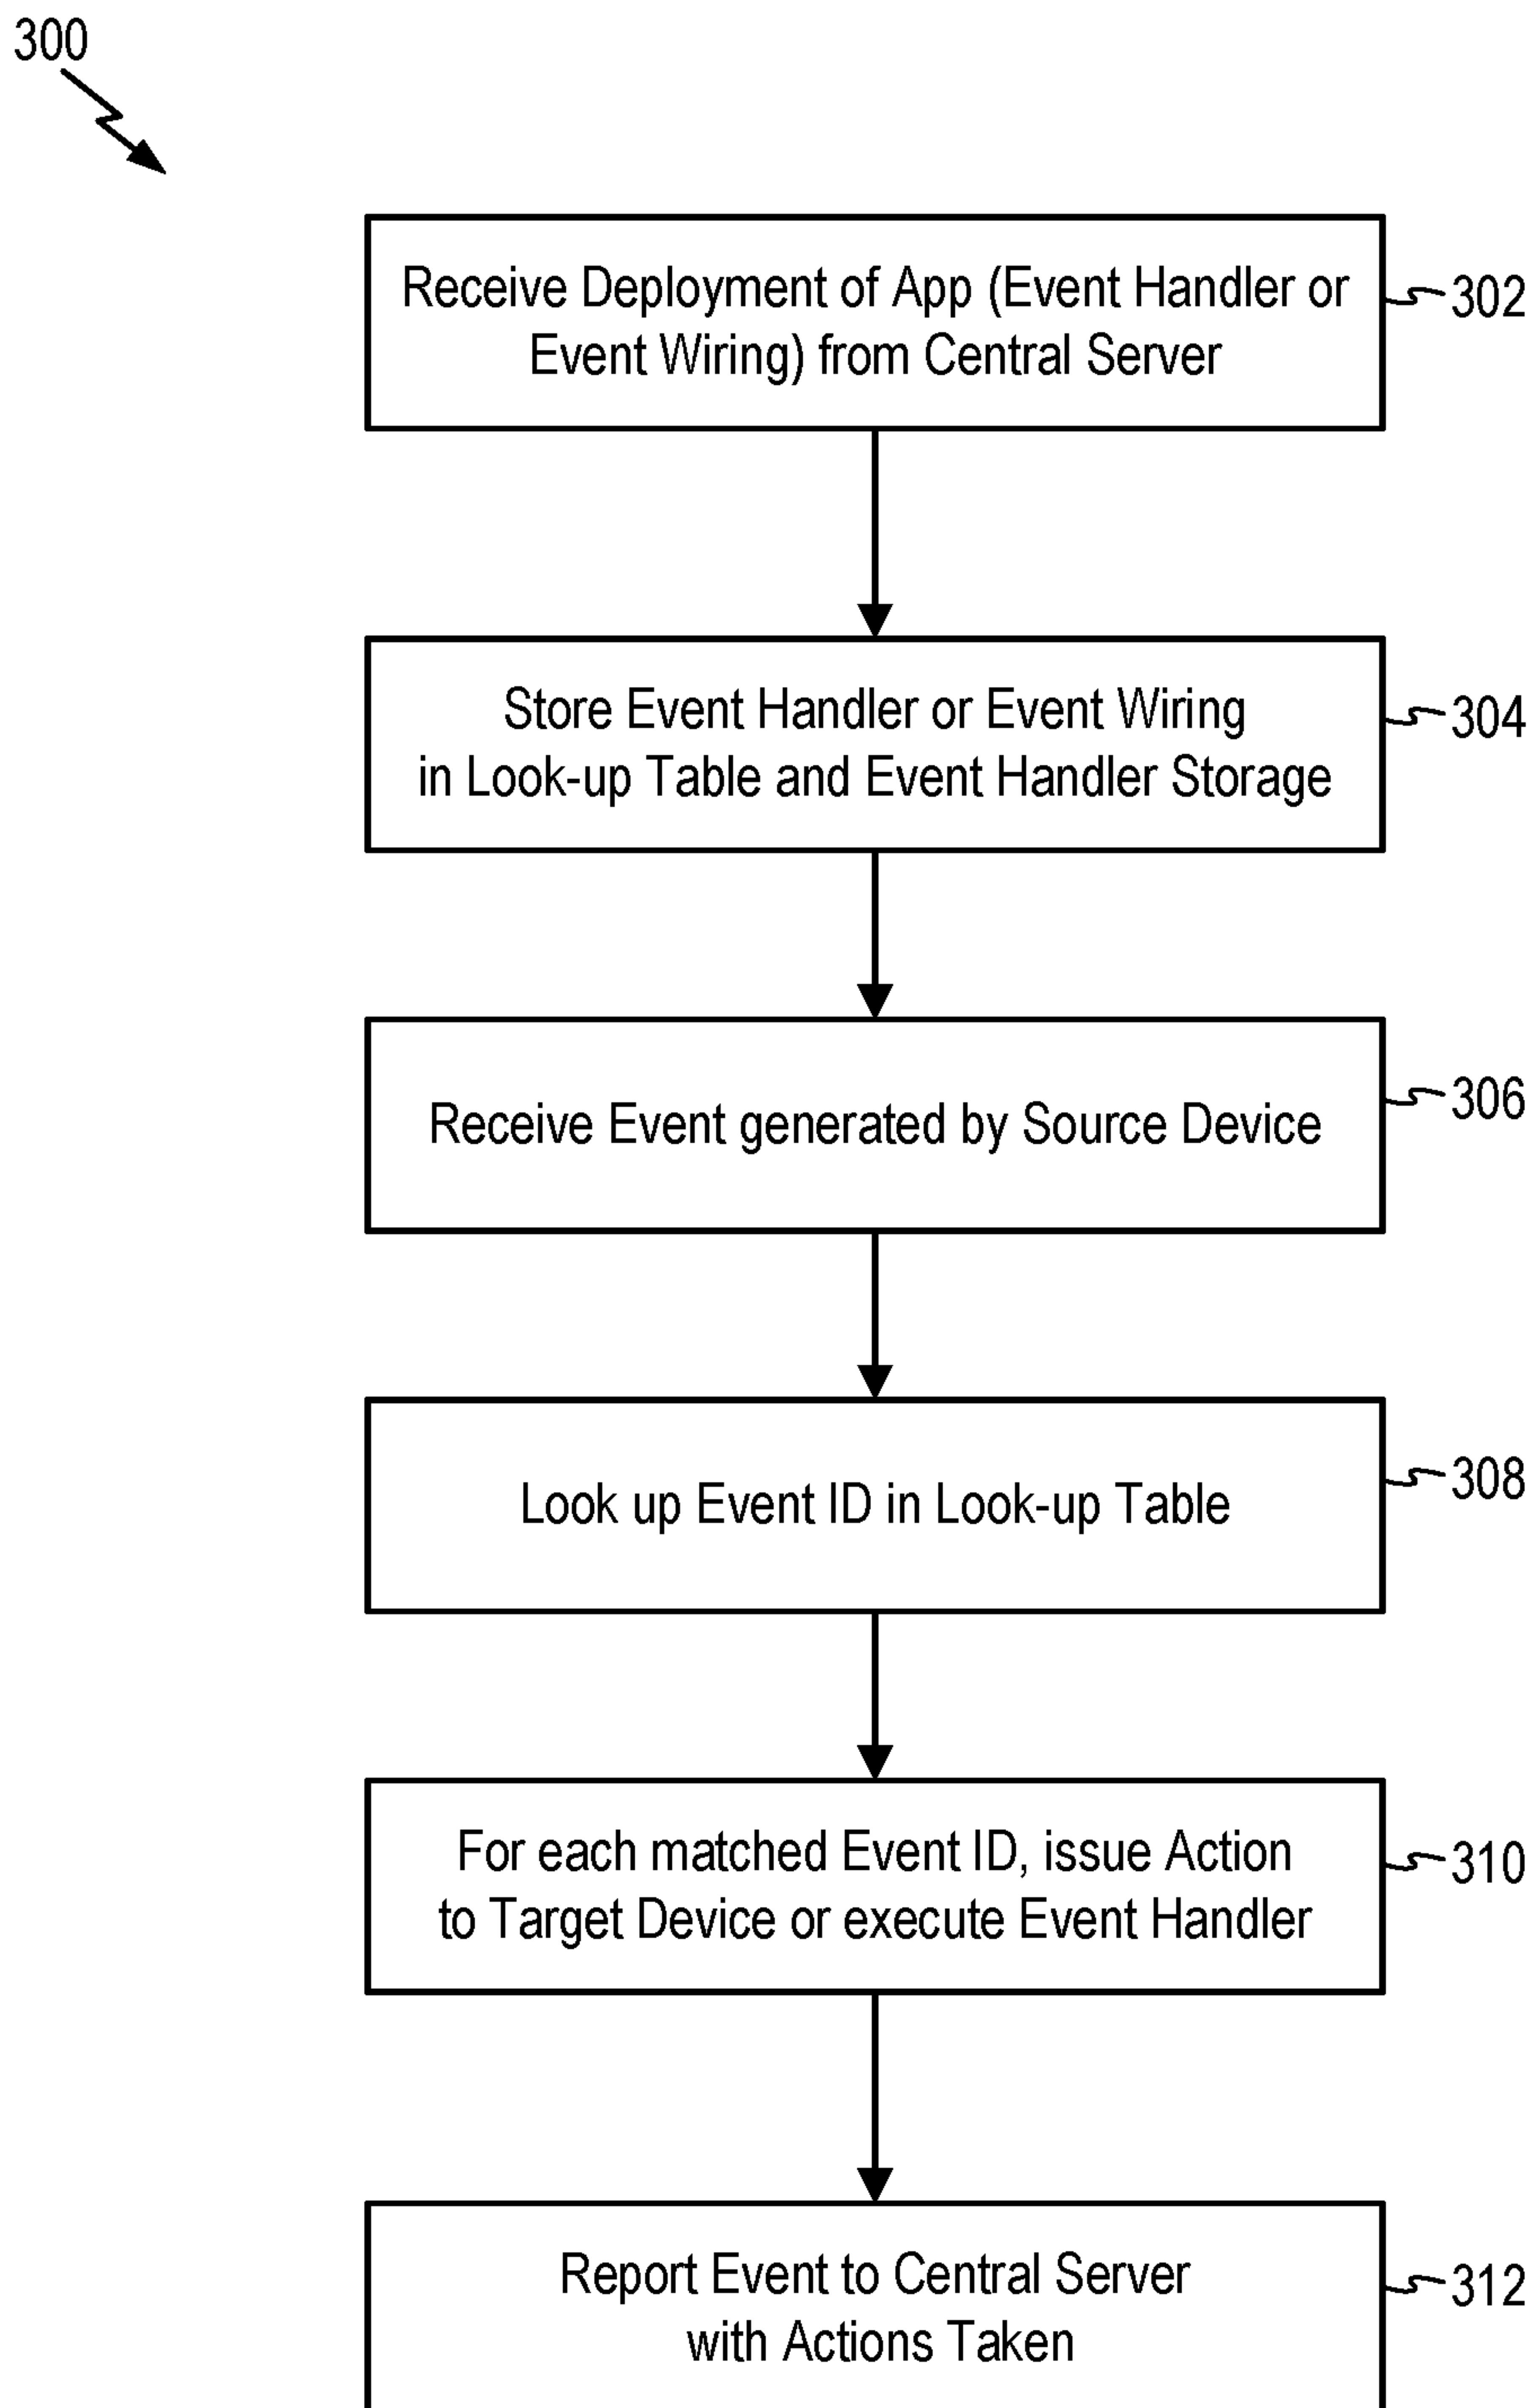 300
Receive Deployment of App (Event Handler or
Event Wiring) from Central Server
302
Store Event Handler or Event Wiring
in Look-up Table and Event Handler Storage
304
Receive Event generated by Source Device
306
Look up Event ID in Look-up Table
308
For each matched Event ID, issue Action
to Target Device or execute Event Handler
310
Report Event to Central Server
with Actions Taken
312